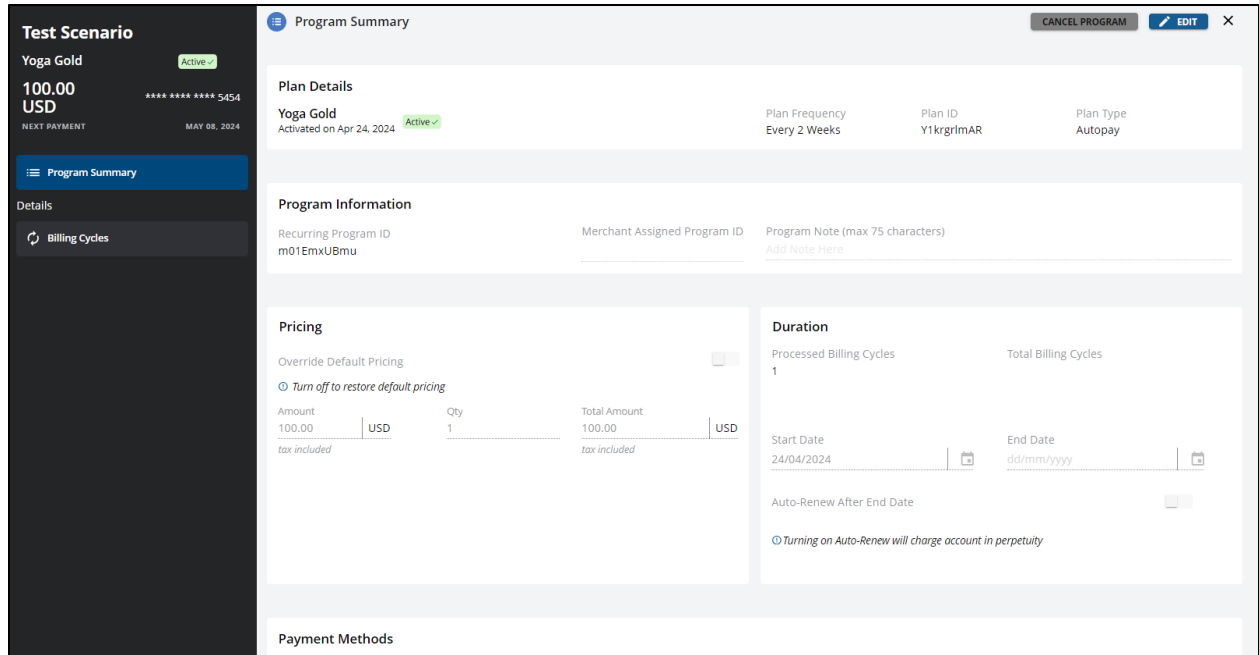 Test Scenario
Yoga Gold
Active
100.00
USD
**** **** **** 5454
NEXT PAYMENT
MAY 08, 2024
Program Summary
Details
Billing Cycles
Program Summary
CANCEL PROGRAM
EDIT
Plan Details
Yoga Gold
Activated on Apr 24, 2024
Active
Plan Frequency
Every 2 Weeks
Plan ID
Y1krgrlmAR
Plan Type
Autopay
Program Information
Recurring Program ID
m01EmxUBmu
Merchant Assigned Program ID
Program Note (max 75 characters)
Add Note Here
Pricing
Override Default Pricing
Turn off to restore default pricing
Amount
100.00
USD
tax included
Qty
1
Total Amount
100.00
USD
tax included
Duration
Processed Billing Cycles
1
Total Billing Cycles
Start Date
24/04/2024
End Date
dd/mm/yyyy
Auto-Renew After End Date
Turning on Auto-Renew will charge account in perpetuity
Payment Methods